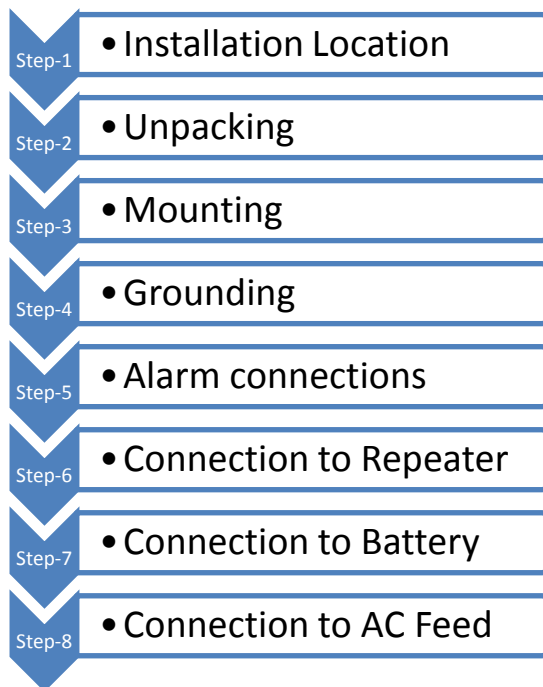 Step-1 • Installation Location
Step-2 • Unpacking
Step-3 • Mounting
Step-4 • Grounding
Step-5 • Alarm connections
Step-6 • Connection to Repeater
Step-7 • Connection to Battery
Step-8 • Connection to AC Feed